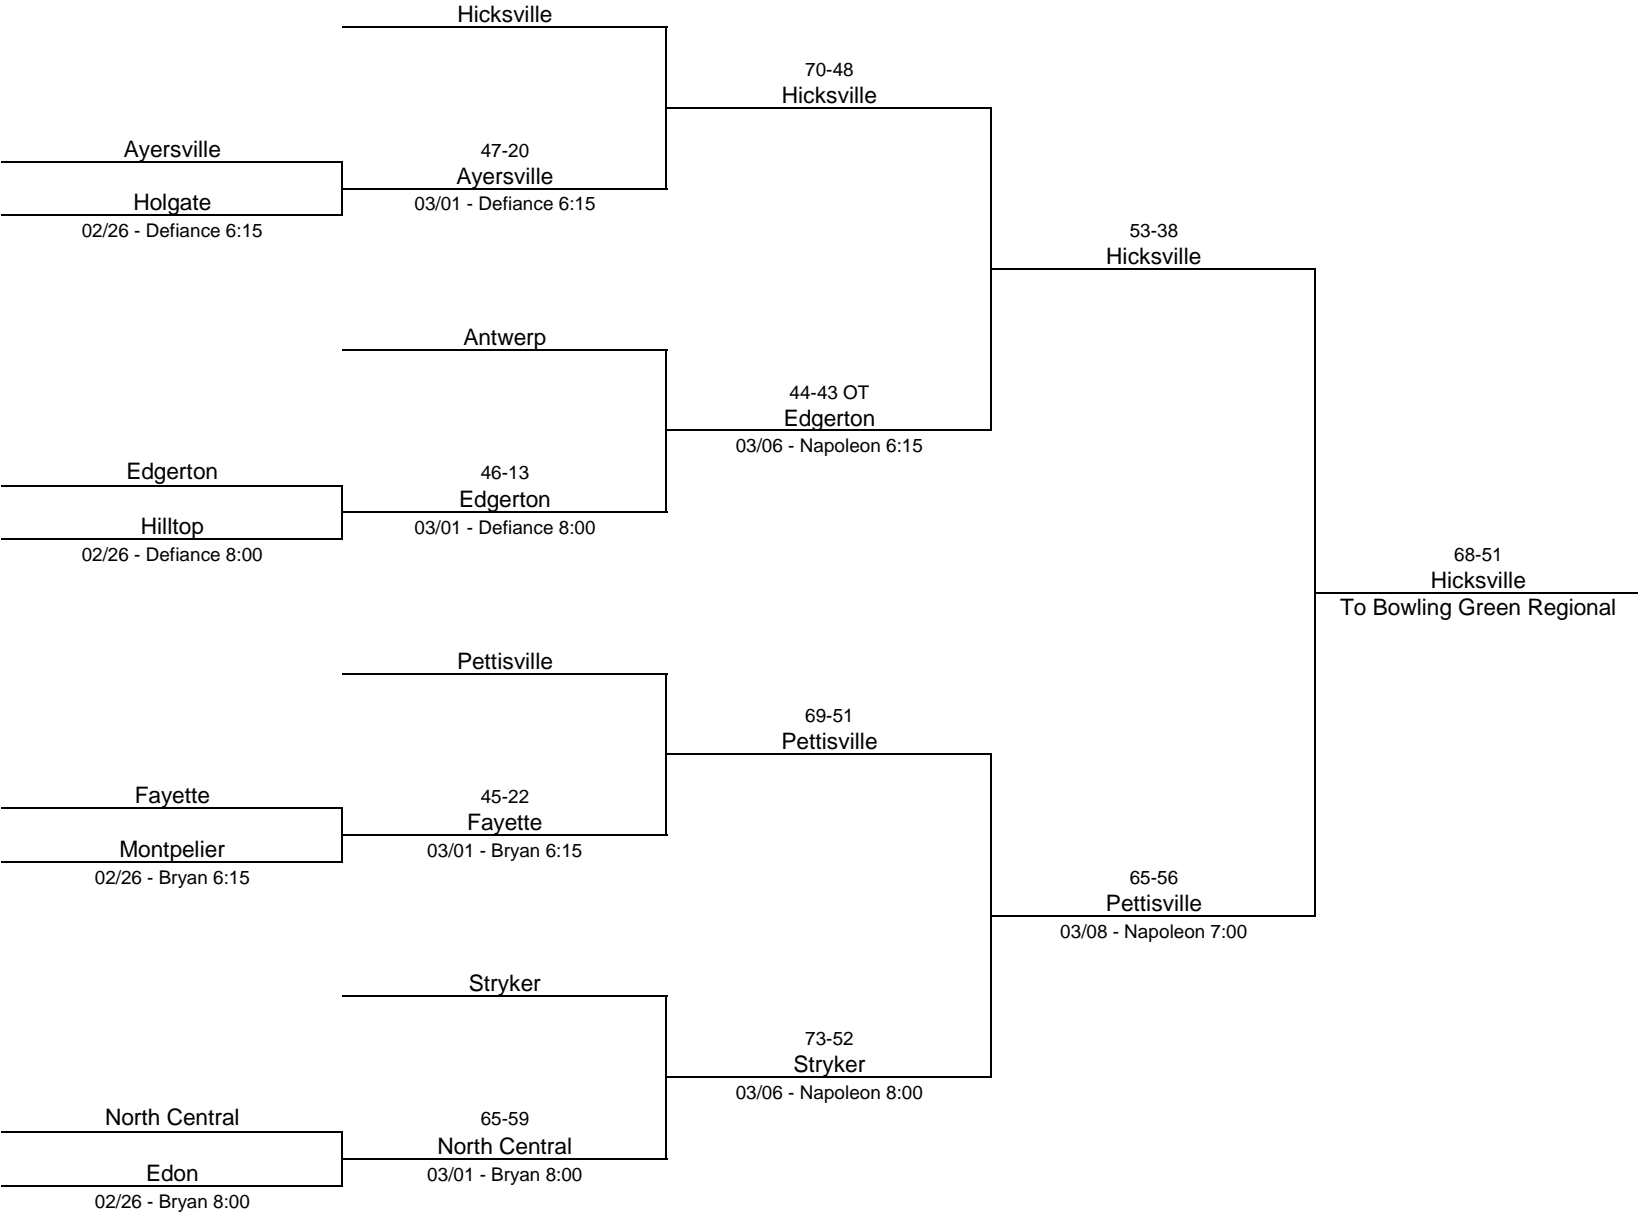 Hicksville
70-48
Hicksville
Ayersville
47-20
Ayersville
Holgate
03/01 - Defiance 6:15
02/26 - Defiance 6:15
53-38
Hicksville
Antwerp
44-43 OT
Edgerton
03/06 - Napoleon 6:15
Edgerton
46-13
Edgerton
Hilltop
03/01 - Defiance 8:00
02/26 - Defiance 8:00
68-51
Hicksville
To Bowling Green Regional
Pettisville
69-51
Pettisville
Fayette
45-22
Fayette
Montpelier
03/01 - Bryan 6:15
02/26 - Bryan 6:15
65-56
Pettisville
03/08 - Napoleon 7:00
Stryker
73-52
Stryker
03/06 - Napoleon 8:00
North Central
65-59
North Central
Edon
03/01 - Bryan 8:00
02/26 - Bryan 8:00